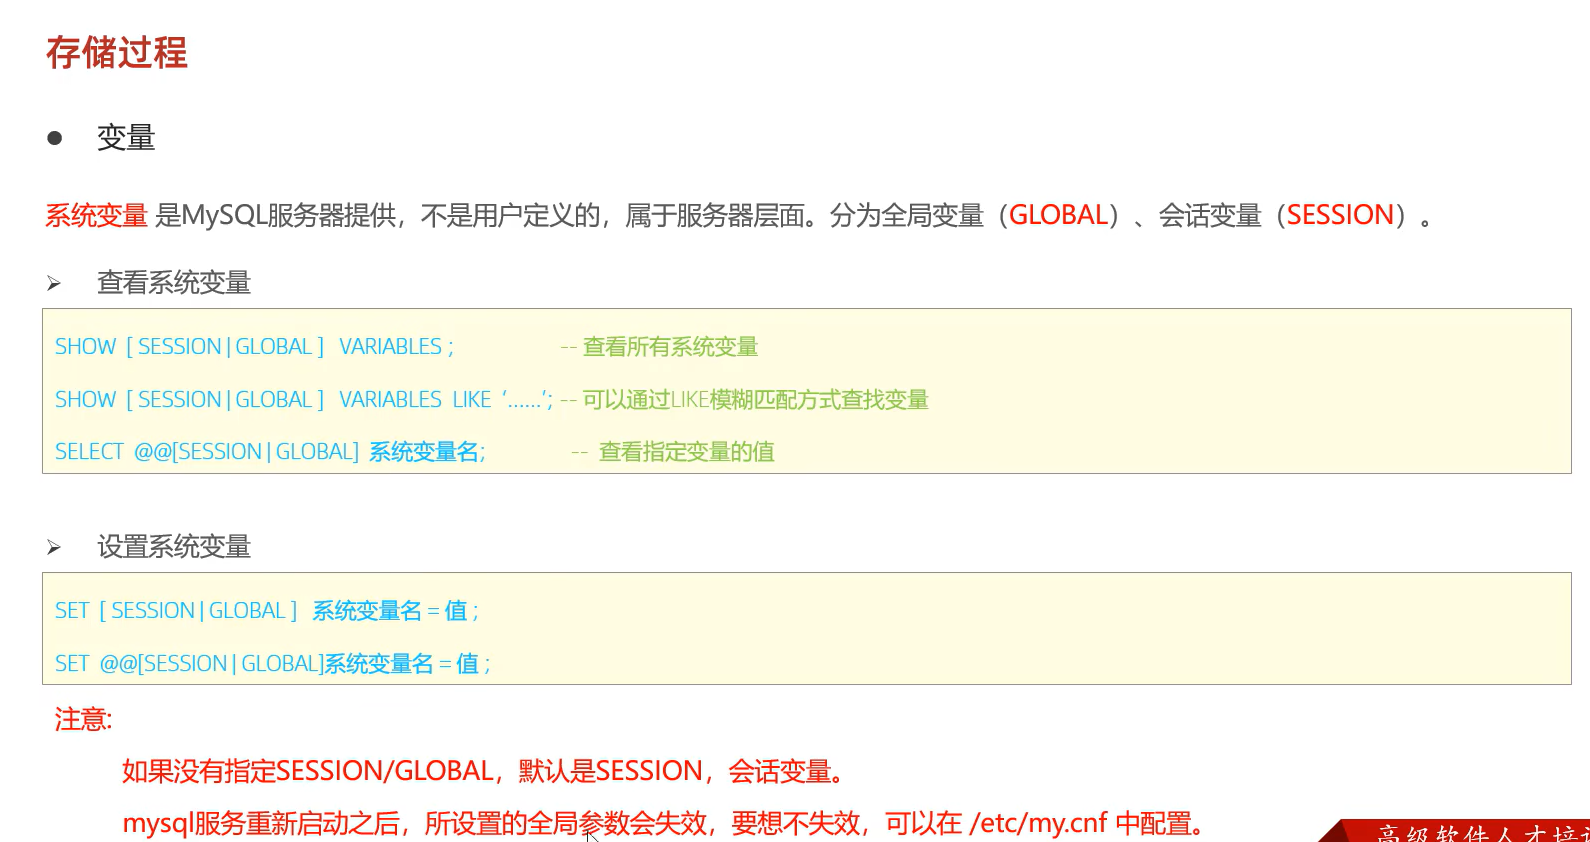 存储过程
● 变量
系统变量 是MySQL服务器提供，不是用户定义的，属于服务器层面。分为全局变量（GLOBAL）、会话变量（SESSION）。
➢ 查看系统变量
SHOW [ SESSION | GLOBAL ] VARIABLES ; -- 查看所有系统变量
SHOW [ SESSION | GLOBAL ] VARIABLES LIKE ‘......’; -- 可以通过LIKE模糊匹配方式查找变量
SELECT @@[SESSION | GLOBAL] 系统变量名; -- 查看指定变量的值
➢ 设置系统变量
SET [ SESSION | GLOBAL ] 系统变量名 = 值 ;
SET @@[SESSION | GLOBAL]系统变量名 = 值 ;
注意:
如果没有指定SESSION/GLOBAL，默认是SESSION，会话变量。
mysql服务重新启动之后，所设置的全局参数会失效，要想不失效，可以在 /etc/my.cnf 中配置。
高级软件人才培